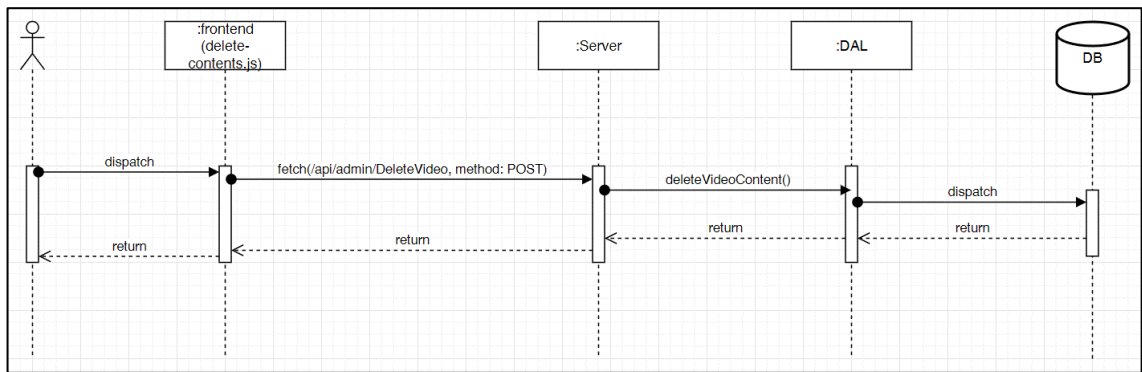 :frontend
(delete-
contents.js)
:Server
:DAL
DB
dispatch
fetch(/api/admin/DeleteVideo, method: POST)
deleteVideoContent()
dispatch
return
return
return
return